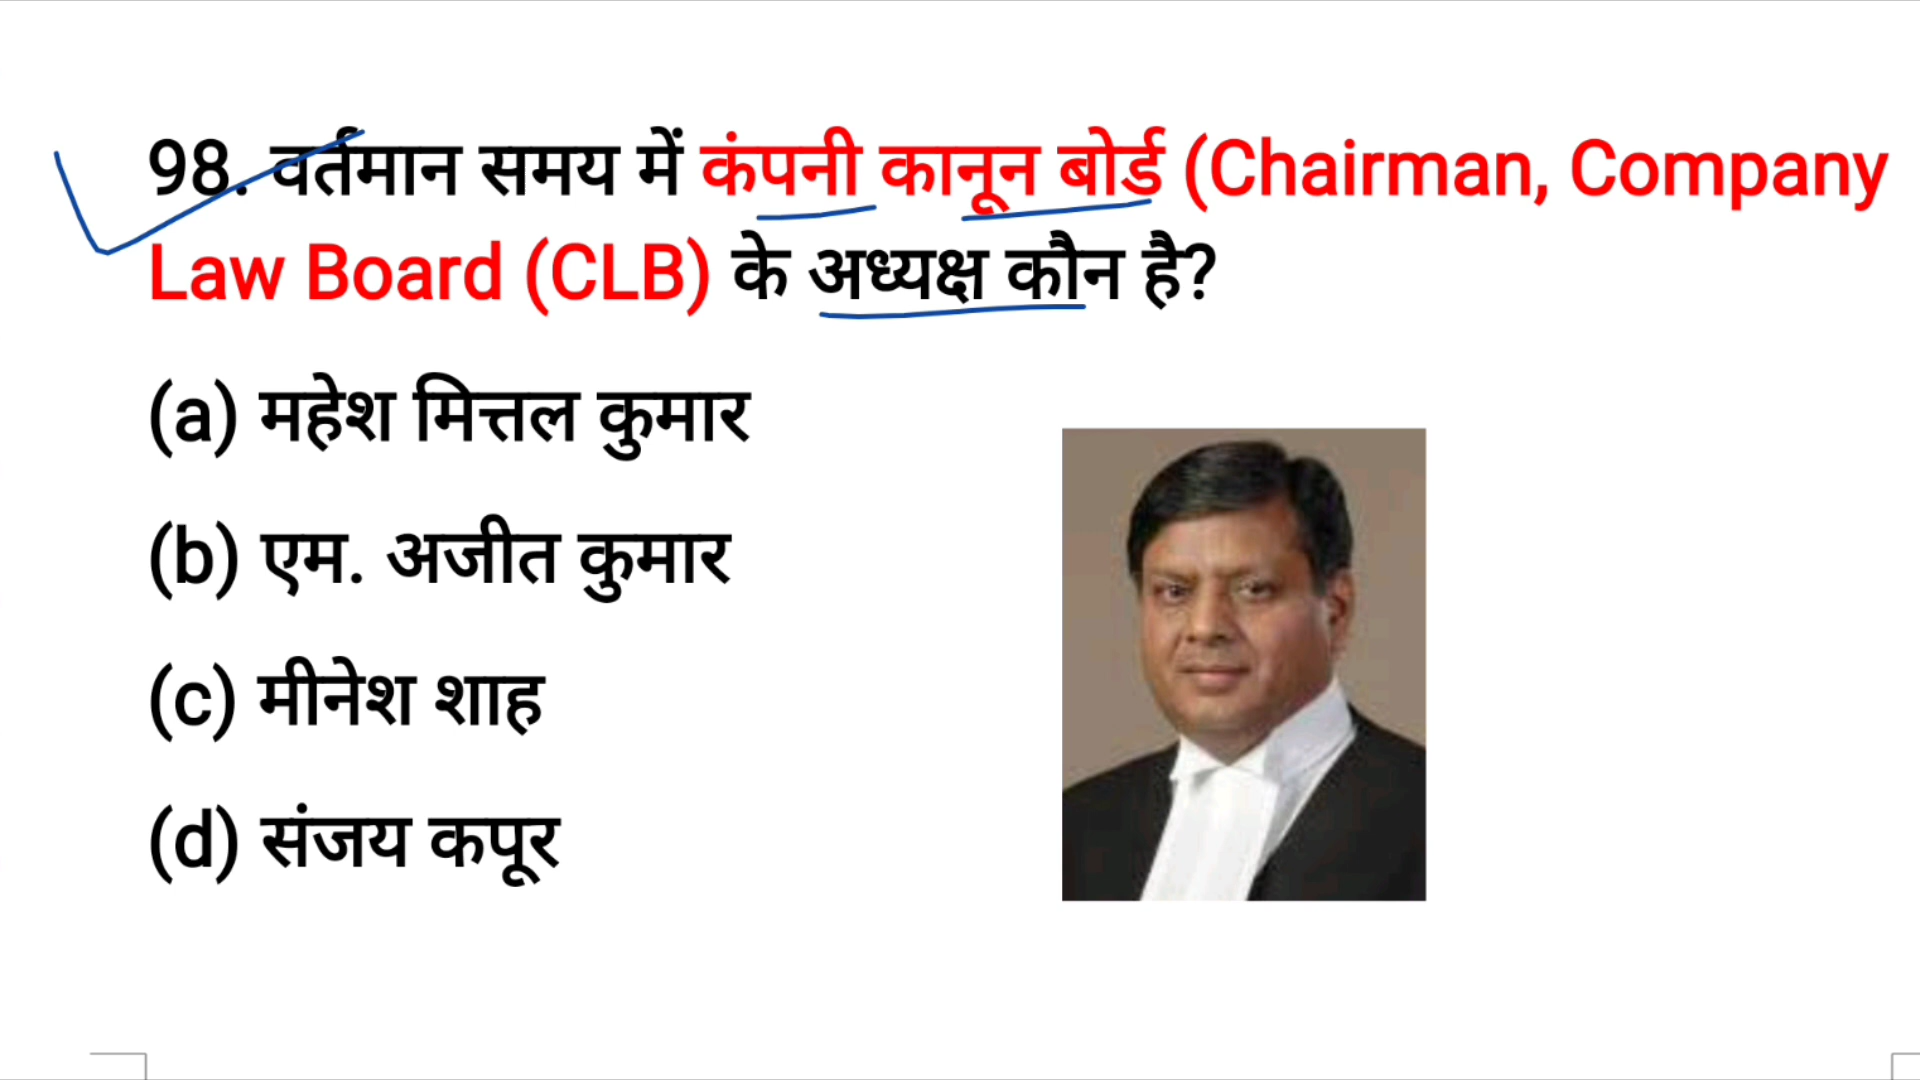 98. वर्तमान समय में कंपनी कानून बोर्ड (Chairman, Company
Law Board (CLB) के अध्यक्ष कौन है?
(a) महेश मित्तल कुमार
(b) एम. अजीत कुमार
(c) मीनेश शाह
(d) संजय कपूर